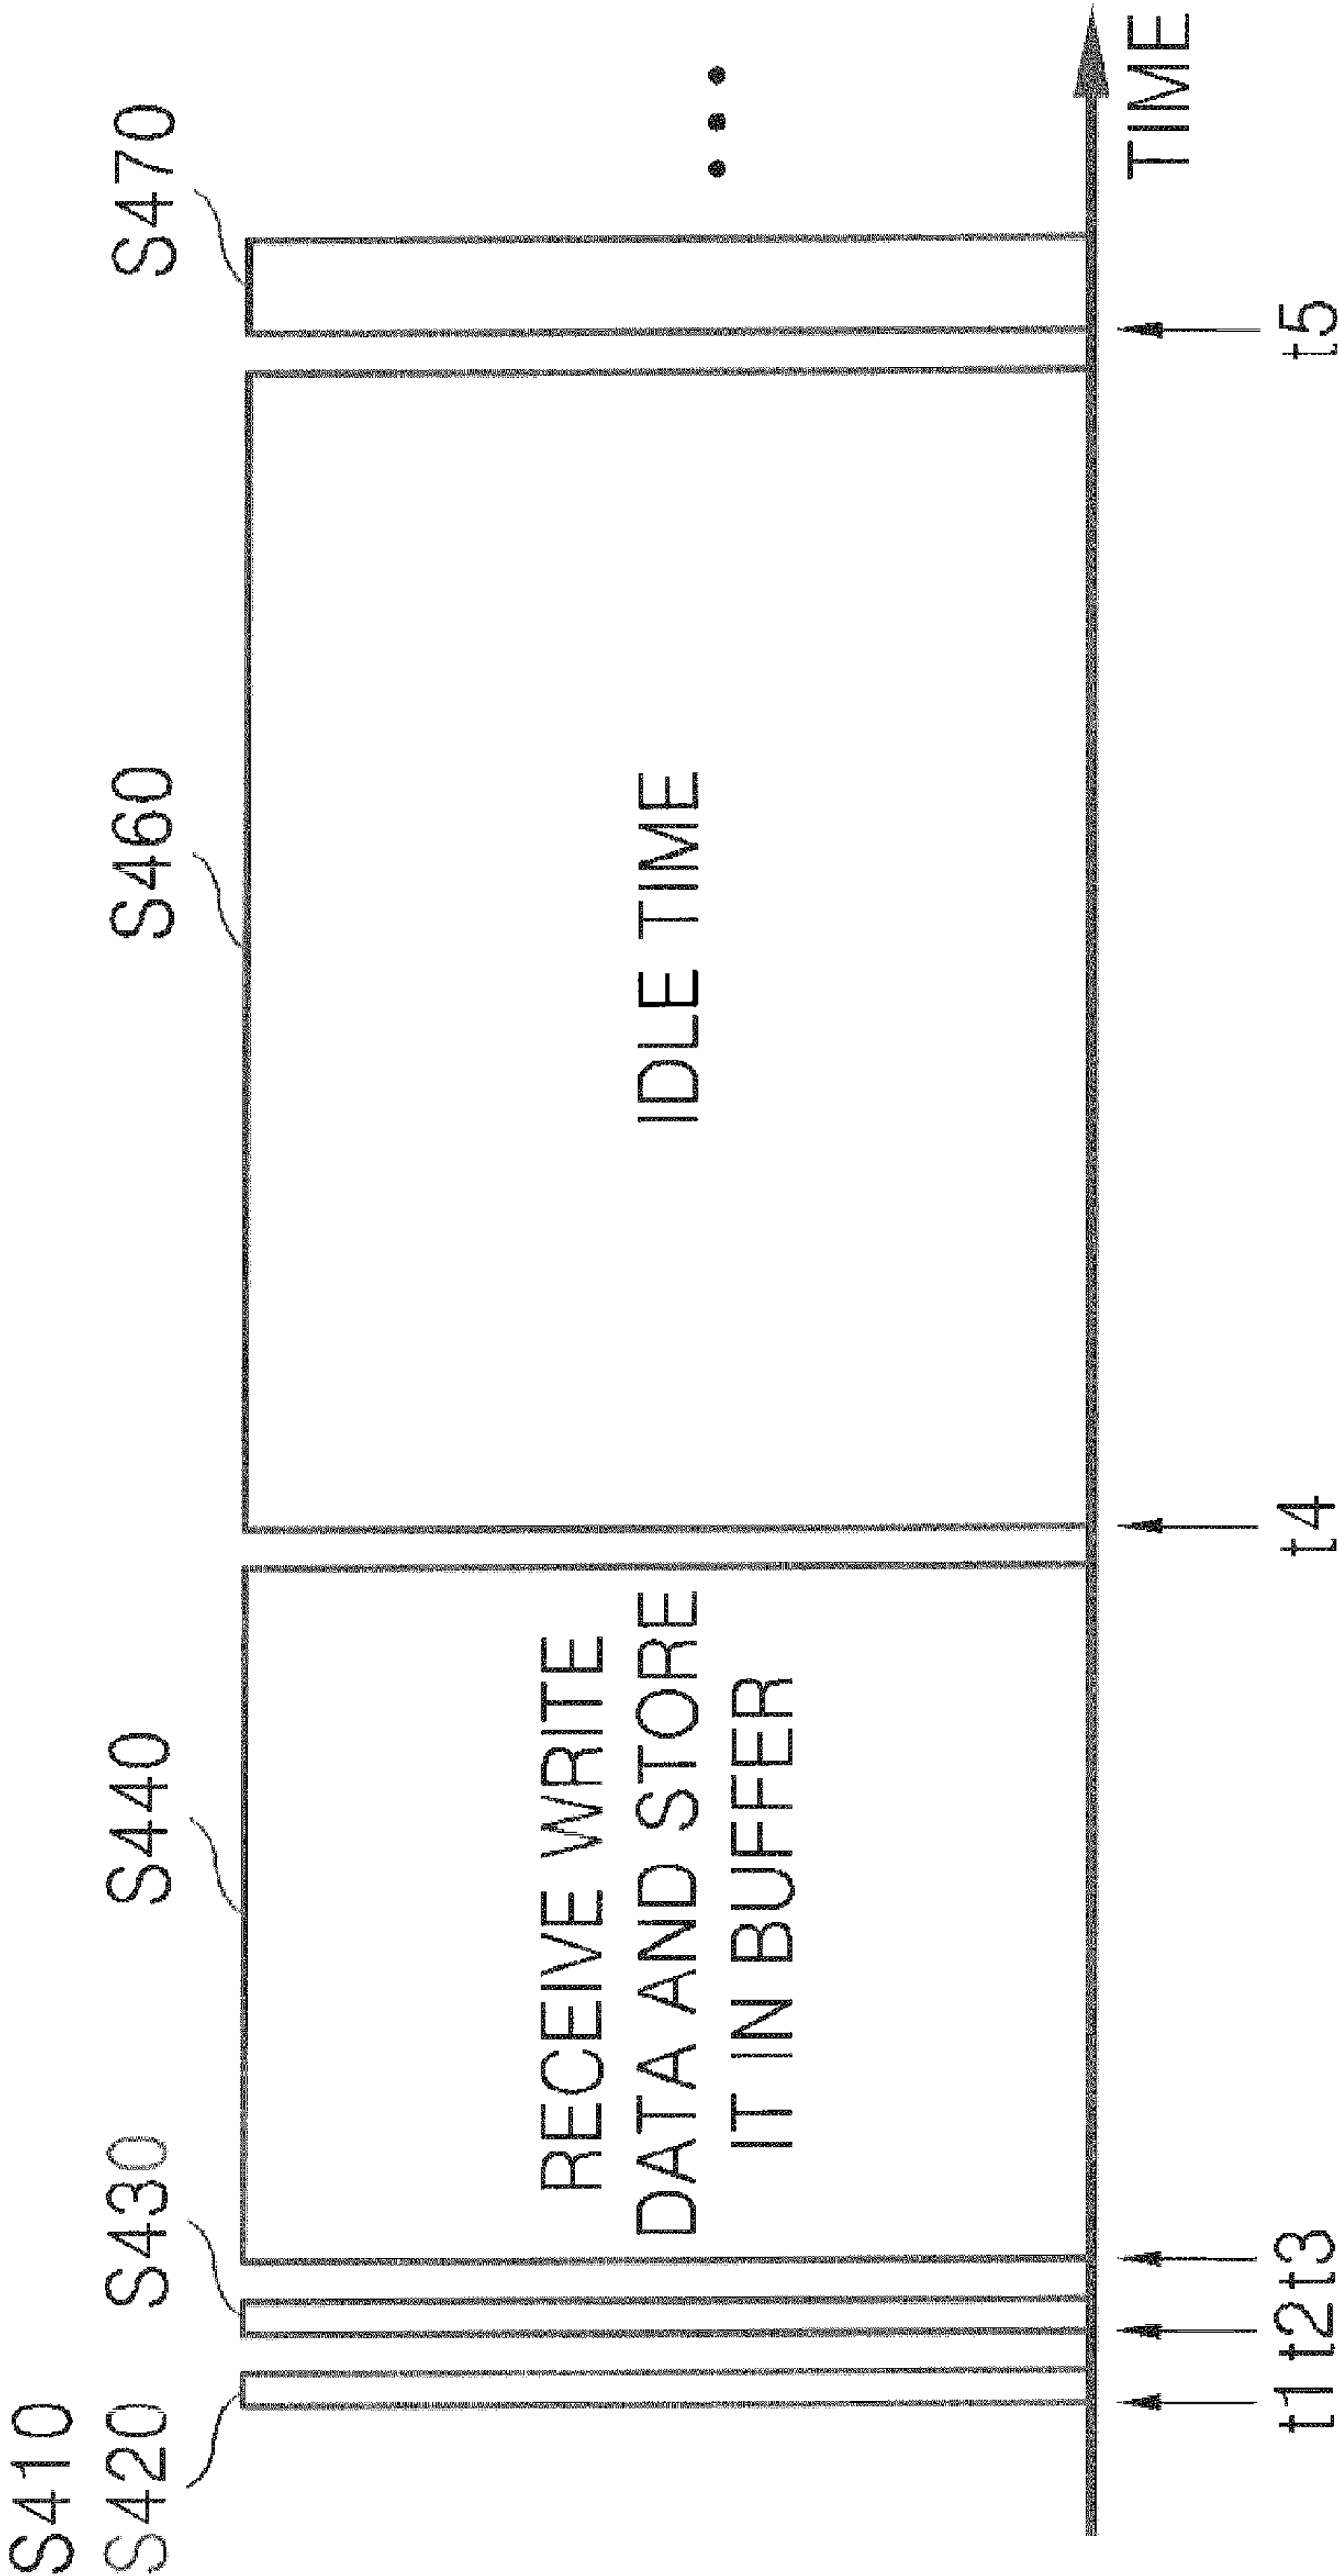 S410
S420
S430
S440
S460
S470
RECEIVE WRITE
DATA AND STORE
IT IN BUFFER
IDLE TIME
TIME
t1
t2
t3
t4
t5